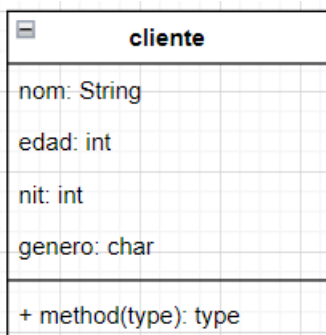 cliente
nom: String
edad: int
nit: int
genero: char
+ method(type): type